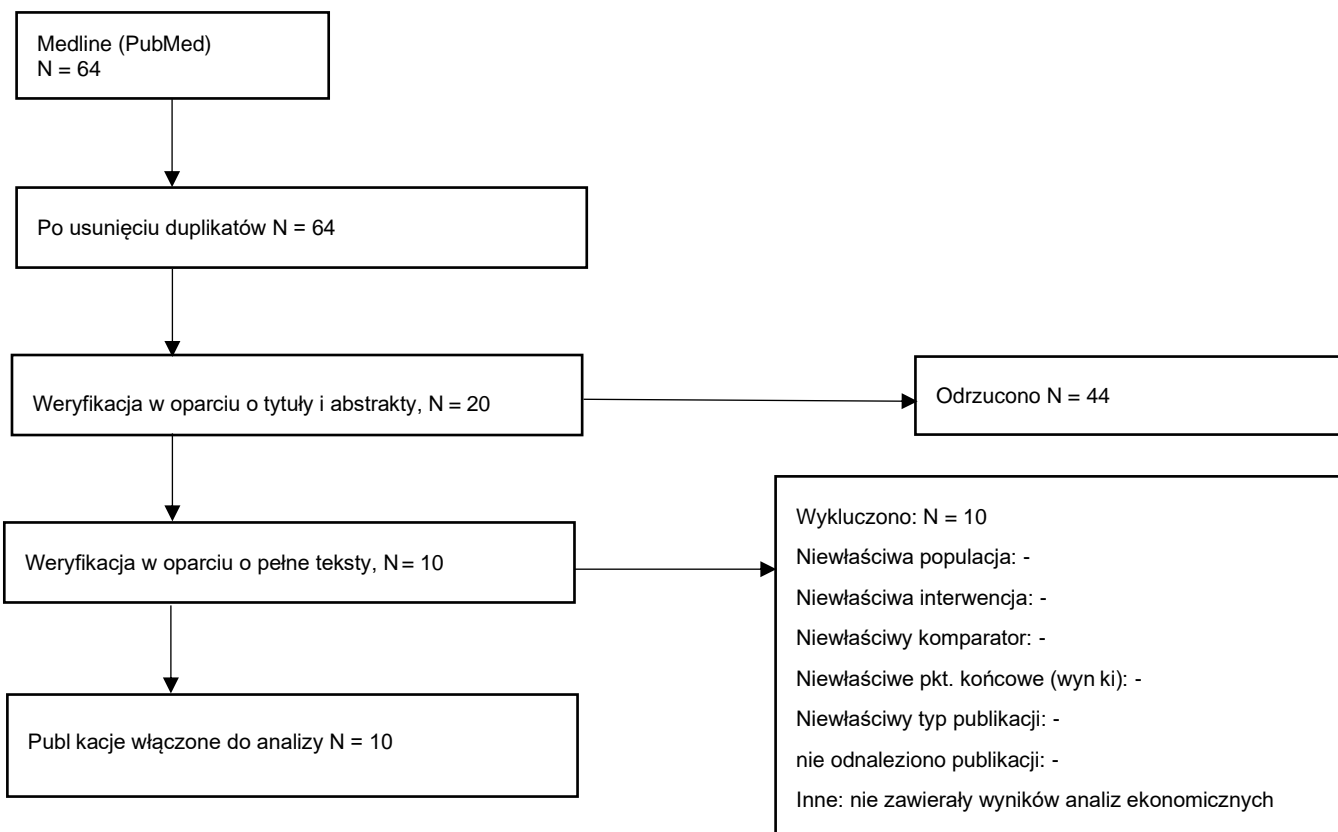 Medline (PubMed)
N = 64
Po usunięciu duplikatów N = 64
Weryfikacja w oparciu o tytuły i abstrakty, N = 20
Odrzucono N = 44
Weryfikacja w oparciu o pełne teksty, N = 10
Wykluczono: N = 10
Niewłaściwa populacja: -
Niewłaściwa interwencja: -
Niewłaściwy komparator: -
Niewłaściwe pkt. końcowe (wyn ki): -
Niewłaściwy typ publikacji: -
nie odnaleziono publikacji: -
Inne: nie zawierały wyników analiz ekonomicznych
Publ kacje włączone do analizy N = 10